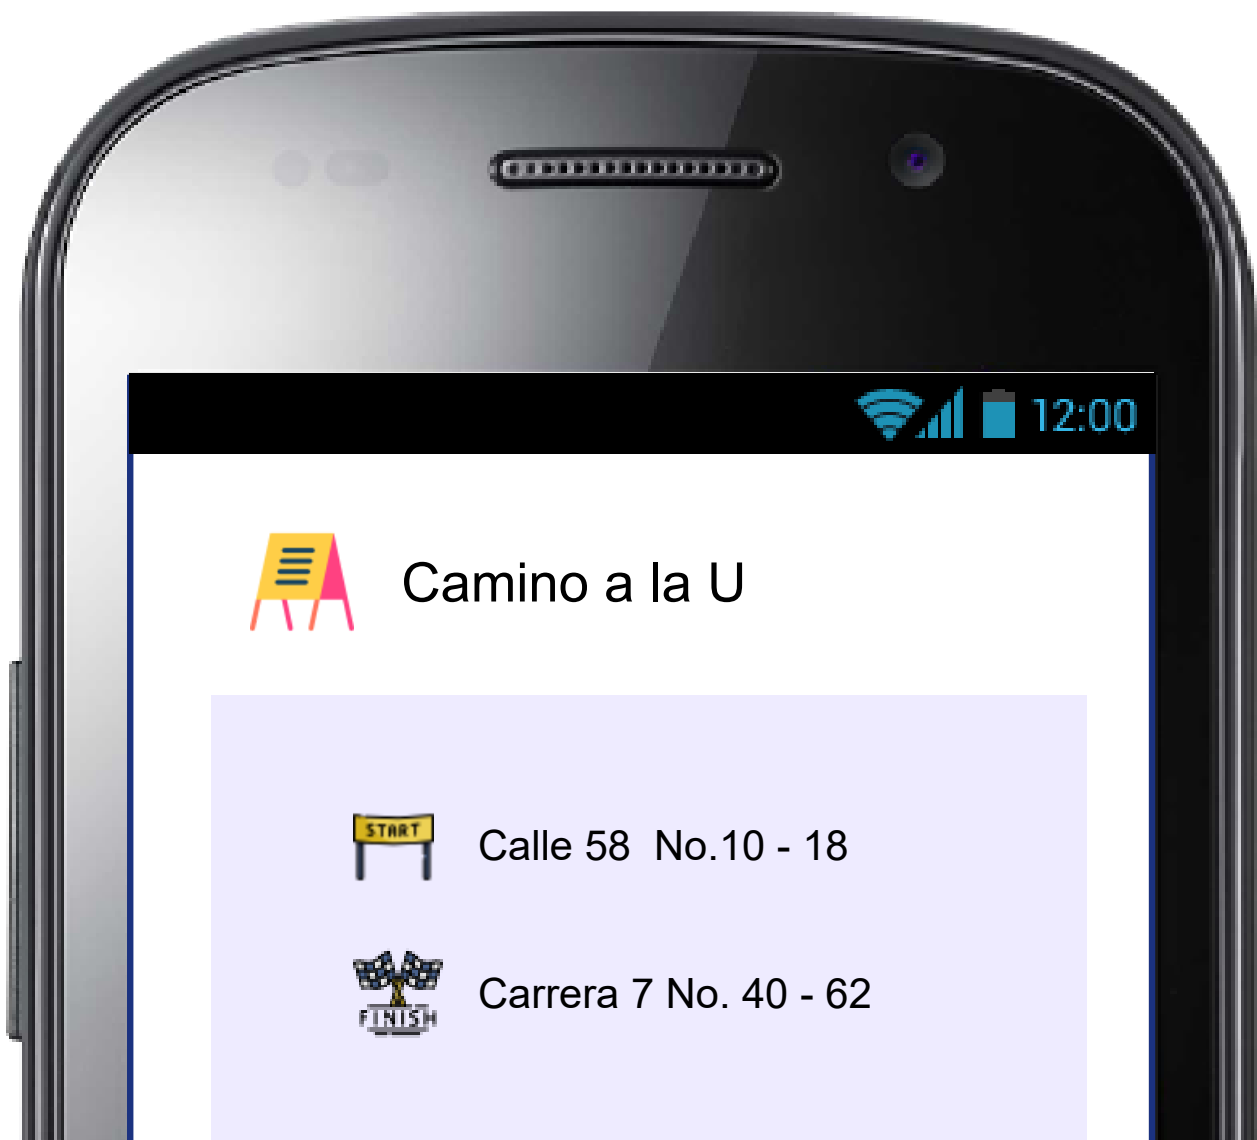 12:00
Camino a la U
START
Calle 58  No.10 - 18
FINISH
Carrera 7 No. 40 - 62